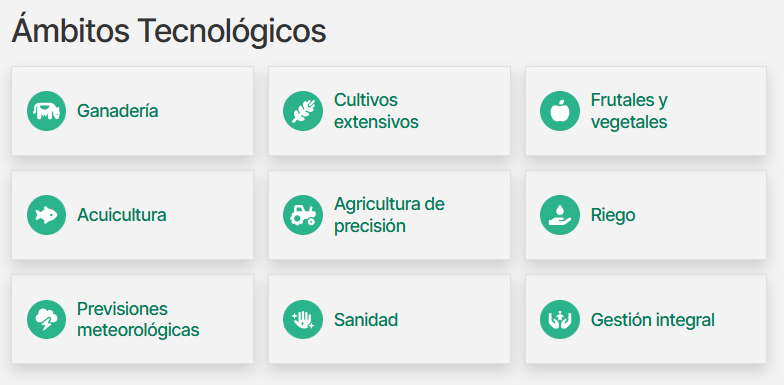 Ámbitos Tecnológicos
Ganadería
Cultivos
extensivos
Frutales y
vegetales
Acuicultura
Agricultura de
precisión
Riego
Previsiones
meteorológicas
Sanidad
Gestión integral